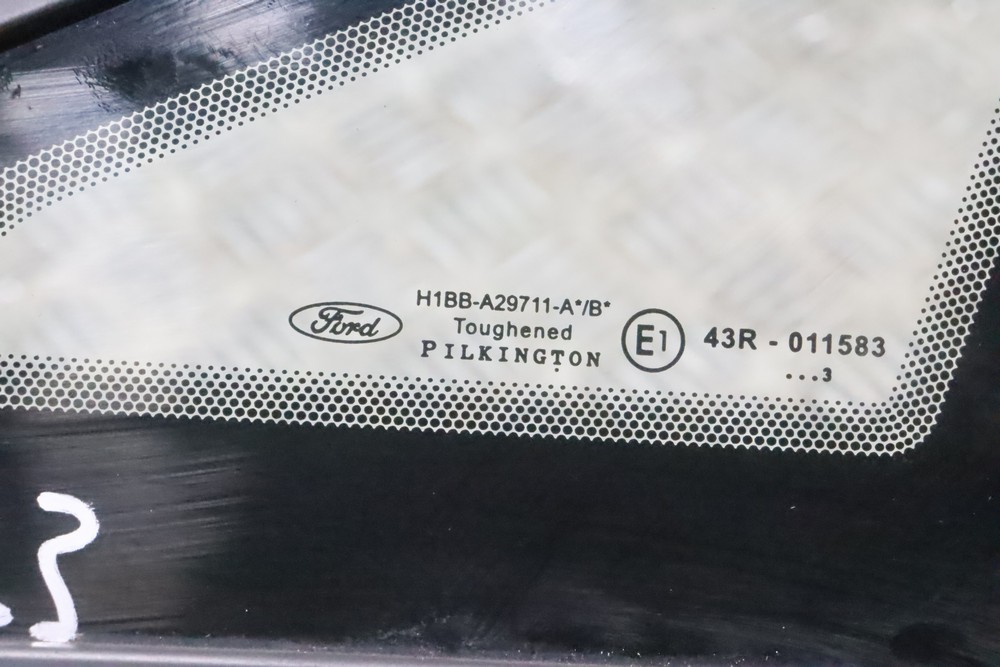 Ford
H1BB-A29711-A*/B*
Toughened
PILKINGTON
E1
43R - 011583
...3